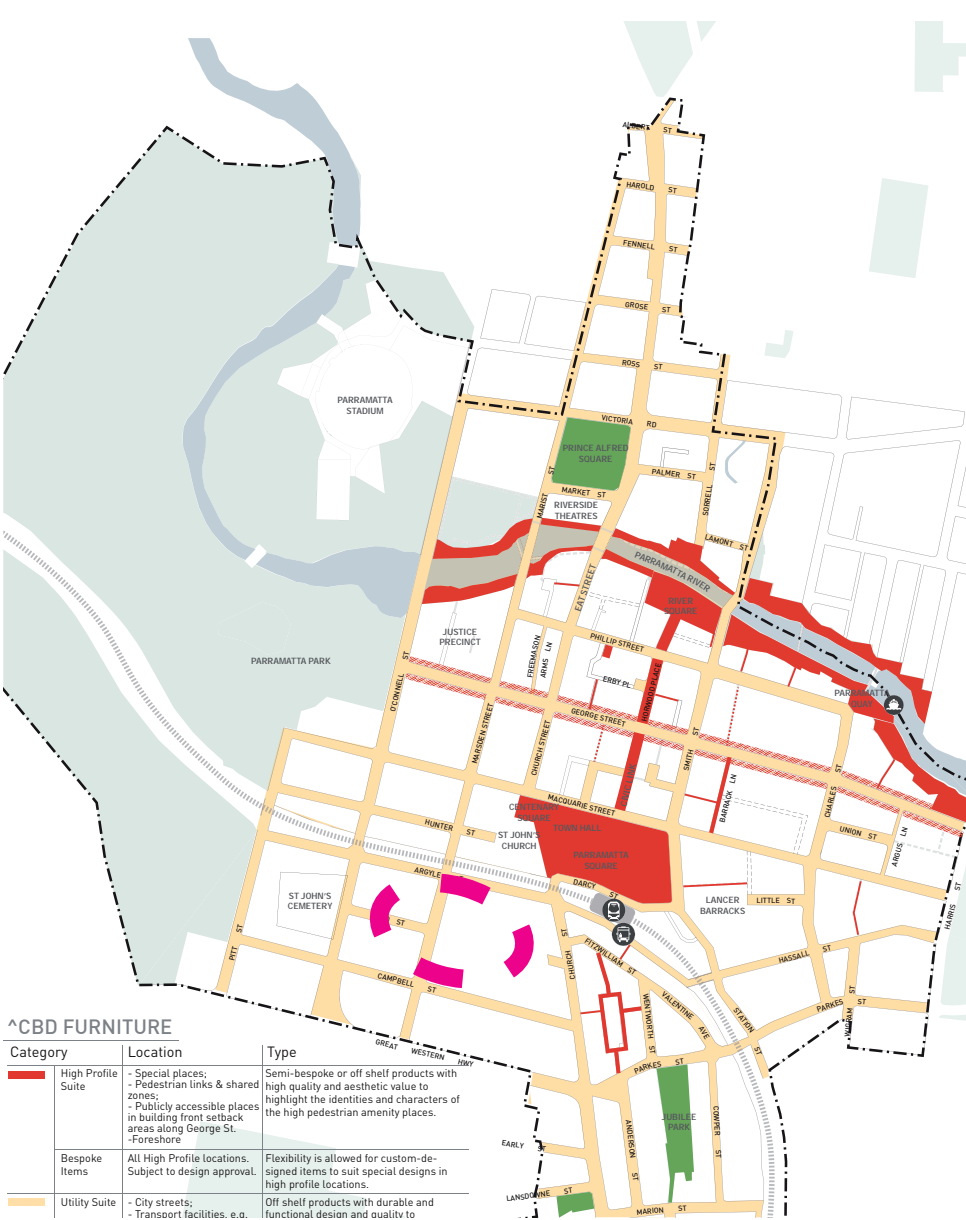 ALBERT ST
HAROLD ST
FENNELL ST
GROSE ST
ROSS ST
PARRAMATTA
STADIUM
VICTORIA RD
PRINCE ALFRED
SQUARE
PALMER ST
ST
MARKET ST
SORRELL
MARIST
ST
RIVERSIDE
THEATRES
LAMONT ST
PARRAMATTA RIVER
EAT STREET
RIVER
SQUARE
JUSTICE
PRECINCT
PHILLIP STREET
FREEMASON
ARMS LN
PARRAMATTA PARK
ST
O'CONNELL
ERBY PL
HORWOOD PLACE
PARRAMATTA
QUAY
GEORGE STREET
MARSDEN STREET
CHURCH STREET
SMITH ST
BARRACK LN
CHARLES ST
MACQUARIE STREET
CENTENARY
SQUARE
TOWN HALL
HUNTER ST
ST JOHN'S
CHURCH
UNION ST
ARGUS LN
PARRAMATTA
SQUARE
ARGYLE
DARCY ST
ST JOHN'S
CEMETERY
LANCER
BARRACKS
LITTLE ST
HARRIS ST
ST
PITT ST
CHURCH ST
FITZWILLIAM ST
HASSALL ST
CAMPBELL ST
WENTWORTH ST
VALENTINE AVE
STATION ST
PARKES ST
WIGRAM ST
GREAT WESTERN HWY
PARKES ST
JUBILEE
PARK
ANDERSON ST
COWPER ST
EARLY ST
LANSDOWNE ST
MARION ST
^CBD FURNITURE
Category Location Type
High Profile
Suite
- Special places;
- Pedestrian links & shared
zones;
- Publicly accessible places
in building front setback
areas along George St.
-Foreshore
Semi-bespoke or off shelf products with
high quality and aesthetic value to
highlight the identities and characters of
the high pedestrian amenity places.
Bespoke
Items
All High Profile locations.
Subject to design approval.
Flexibility is allowed for custom-de-
signed items to suit special designs in
high profile locations.
Utility Suite
- City streets;
- Transport facilities, e.g.
Off shelf products with durable and
functional design and quality to